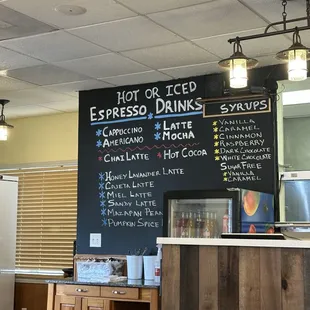 HOT OR ICED
ESPRESSO DRINKS
CAPPUCCINO
LATTE
AMERICANO
MOCHA
CHAI LATTE
HOT COCOA
HONEY LAVENDER LATTE
CAJETA LATTE
MIEL LATTE
SANDY LATTE
MAZAPAN
PUMPKIN SPICE
SYRUPS
VANILLA
CARAMEL
CINNAMON
RASPBERRY
DARK CHOCOLATE
WHITE CHOCOLATE
SUGAR FREE
VANILLA
CARAMEL